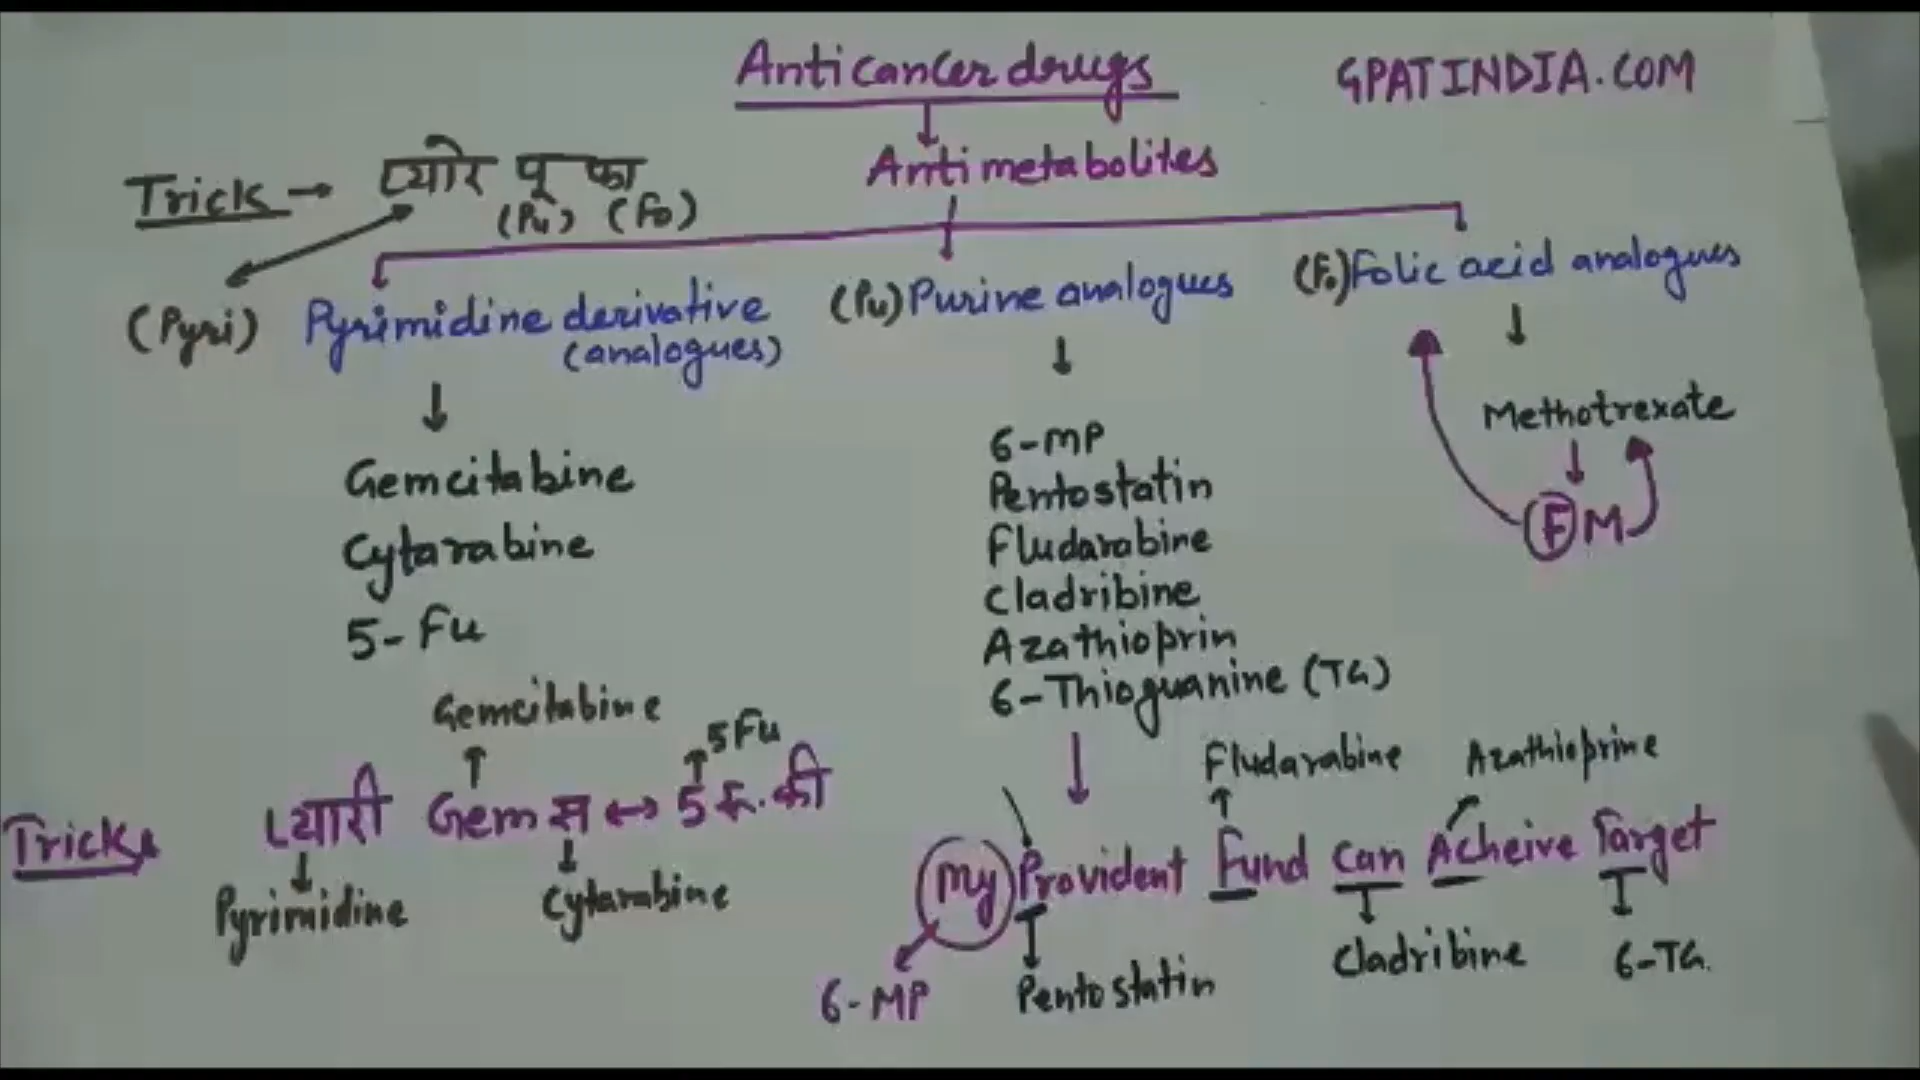 Anticancer drugs
GPATINDIA.COM
Antimetabolites
Trick → प्योर पू फा
(Pu) (Fo)
(Pyri) Pyrimidine derivative
(analogues)
(Pu) Purine analogues
(Fo) Folic acid analogues
Gemcitabine
Cytarabine
5-Fu
6-MP
Pentostatin
Fludarabine
Cladribine
Azathioprin
6-Thioguanine (TG)
Methotrexate
FM
Gemcitabine
5Fu
Tricks प्यारी Gem स ↔ 5 रु. की
Pyrimidine
Cytarabine
Fludarabine
Azathioprine
My Provident Fund Can Acheive Target
6-MP
Pentostatin
Cladribine
6-TG.